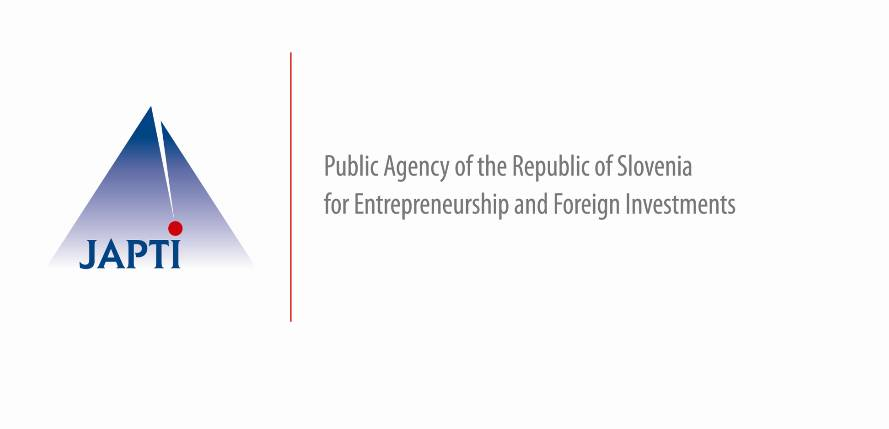 JAPTI
Public Agency of the Republic of Slovenia
for Entrepreneurship and Foreign Investments